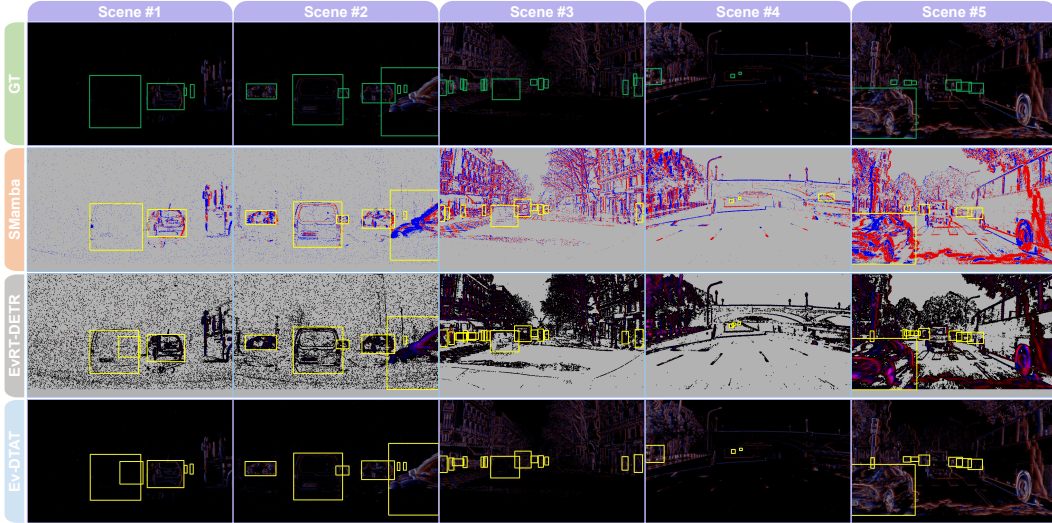 Scene #1
Scene #2
Scene #3
Scene #4
Scene #5
GT
SMamba
EvRT-DETR
Ev-DTAT